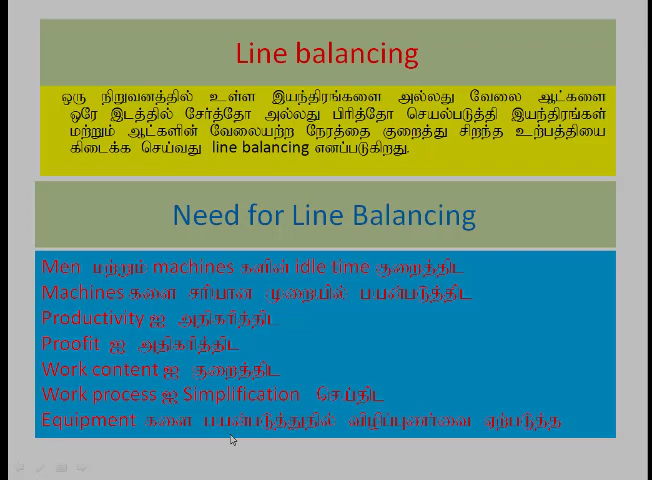 Line balancing
ஒரு நிறுவனத்தில் உள்ள இயந்திரங்களை அல்லது வேலை ஆட்களை
ஒரே இடத்தில் சேர்த்தோ அல்லது பிரித்தோ செயல்படுத்தி இயந்திரங்கள்
மற்றும் ஆட்களின் வேலையற்ற நேரத்தை குறைத்து சிறந்த உற்பத்தியை
கிடைக்க செய்வது line balancing எனப்படுகிறது.
Need for Line Balancing
Men மற்றும் machines களின் idle time குறைத்திட
Machines களை சரியான முறையில் பயன்படுத்திட
Productivity ஐ அதிகரித்திட
Proofit ஐ அதிகரித்திட
Work content ஐ குறைத்திட
Work process ஐ Simplification செய்திட
Equipment களை பயன்படுத்துதில் விழிப்புணர்வை ஏற்படுத்த